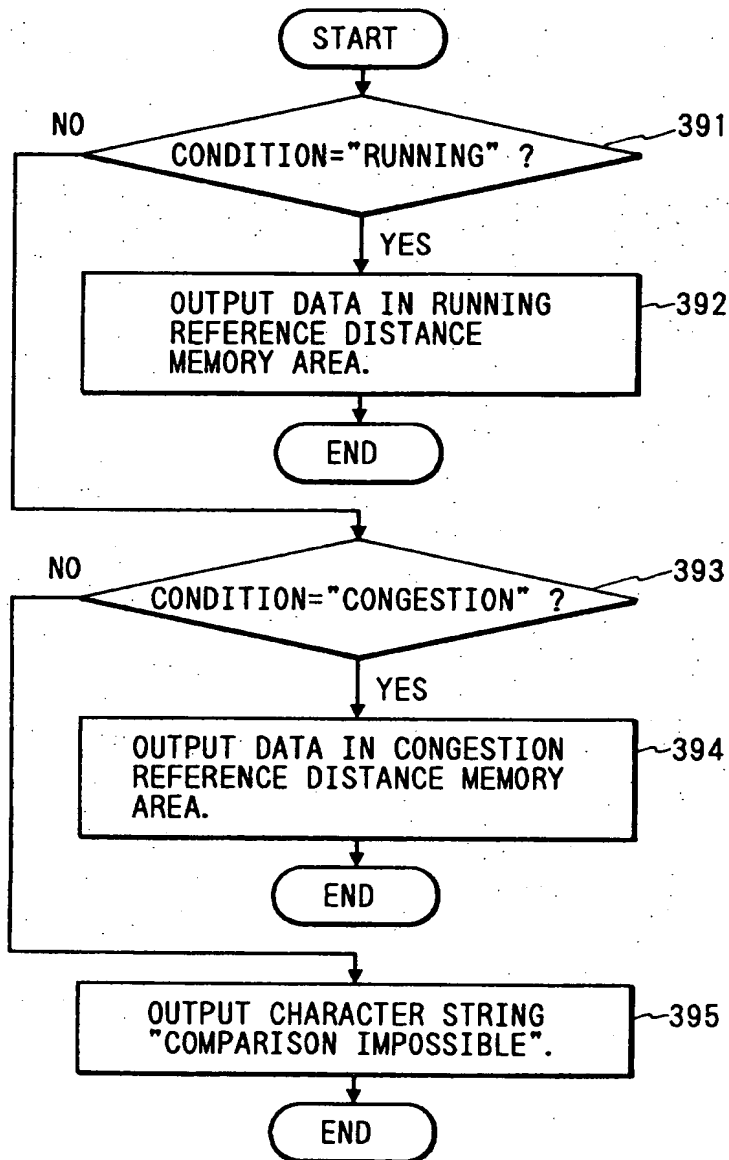 START
NO
391
CONDITION="RUNNING" ?
YES
OUTPUT DATA IN RUNNING
REFERENCE DISTANCE
MEMORY AREA.
392
END
NO
393
CONDITION="CONGESTION" ?
YES
OUTPUT DATA IN CONGESTION
REFERENCE DISTANCE MEMORY
AREA.
394
END
OUTPUT CHARACTER STRING
"COMPARISON IMPOSSIBLE".
395
END